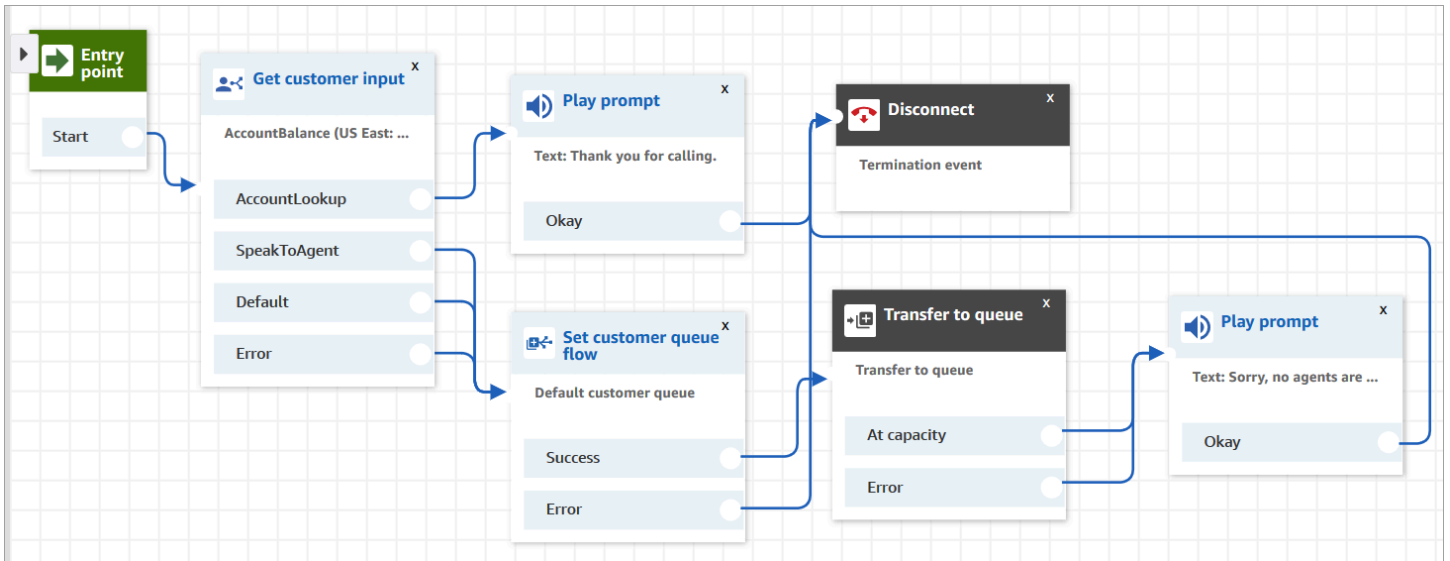 Entry
point
Start
Get customer input
x
AccountBalance (US East: ...
AccountLookup
SpeakToAgent
Default
Error
Play prompt
x
Text: Thank you for calling.
Okay
Set customer queue
flow
x
Default customer queue
Success
Error
Disconnect
x
Termination event
Transfer to queue
x
Transfer to queue
At capacity
Error
Play prompt
x
Text: Sorry, no agents are ...
Okay